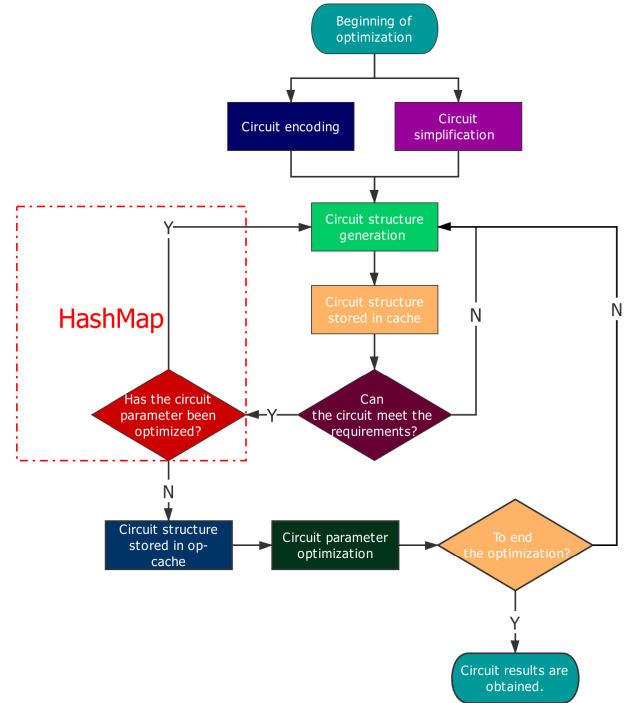 Beginning of
optimization
Circuit encoding
Circuit
simplification
Circuit structure
generation
Y
HashMap
Circuit structure
stored in cache
N
N
Has the circuit
parameter been
optimized?
Y
Can
the circuit meet the
requirements?
N
Circuit structure
stored in op-
cache
Circuit parameter
optimization
To end
the optimization?
Y
Circuit results are
obtained.